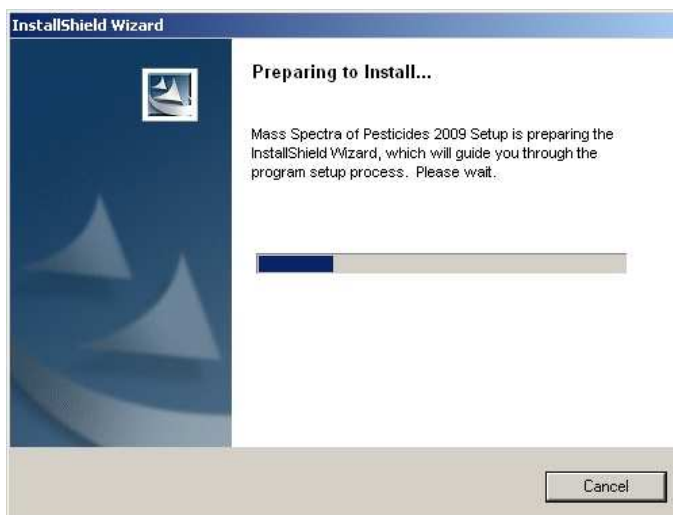 InstallShield Wizard
Preparing to Install...
Mass Spectra of Pesticides 2009 Setup is preparing the
InstallShield Wizard, which will guide you through the
program setup process. Please wait.
Cancel